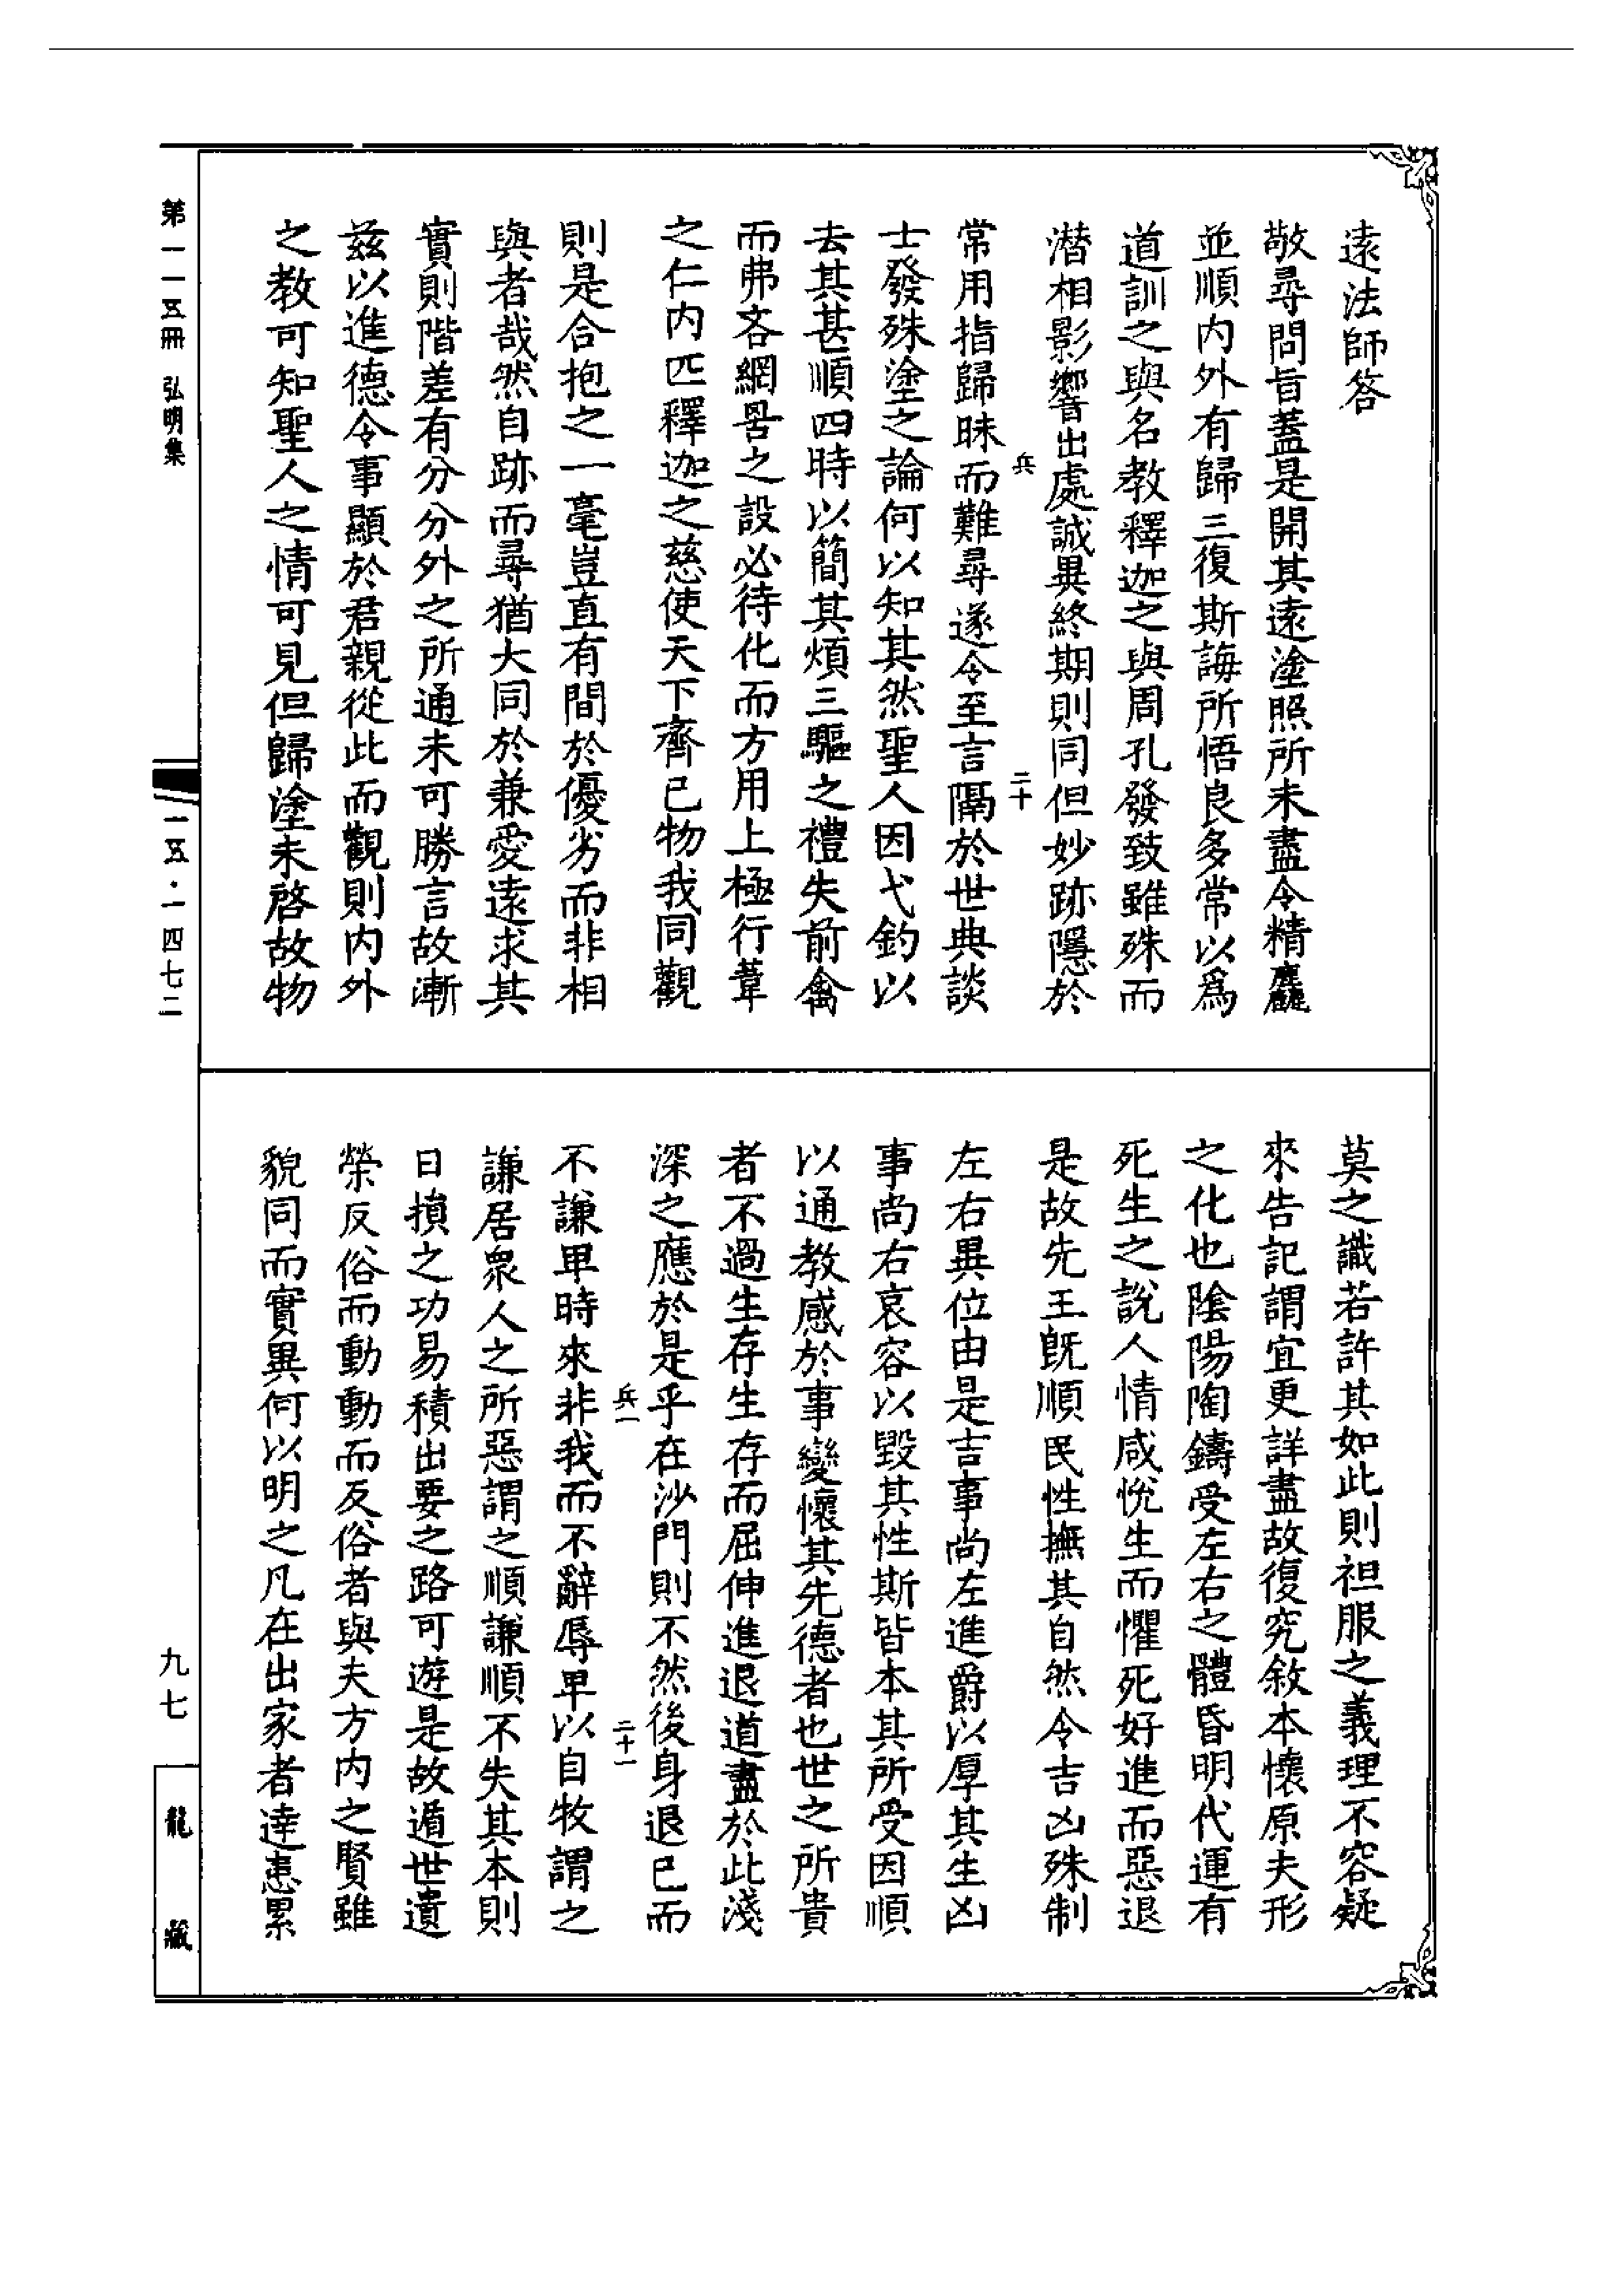 遠法師答
敬尋問旨蓋是開其遠塗照所未盡令精麤
並順內外有歸三復斯誨所悟良多常以為
道訓之與名教釋迦之與周孔發致雖殊而
潛相影響出處誠異終期則同但妙跡隱於
兵
二十
常用指歸昧而難尋遂令至言隔於世典談
士發殊塗之論何以知其然聖人因弋釣以
去其甚順四時以簡其煩三驅之禮失前禽
而弗吝網罟之設必待化而方用上極行葦
之仁內匹釋迦之慈使天下齊已物我同觀
則是合抱之一毫豈直有間於優劣而非相
與者哉然自跡而尋猶大同於兼愛遠求其
實則階差有分分外之所通未可勝言故漸
茲以進德令事顯於君親從此而觀則內外
之教可知聖人之情可見但歸塗未啓故物
莫之識若許其如此則袒服之義理不容疑
來告記謂宜更詳盡故復究敘本懷原夫形
之化也陰陽陶鑄受左右之體昏明代運有
死生之說人情咸悅生而懼死好進而惡退
是故先王旣順民性撫其自然令吉凶殊制
左右異位由是吉事尚左進爵以厚其生凶
事尚右哀容以毀其性斯皆本其所受因順
以通教感於事變懷其先德者也世之所貴
者不過生存生存而屈伸進退道盡於此淺
深之應於是乎在沙門則不然後身退已而
兵一
二十一
不謙卑時來非我而不辭辱卑以自牧謂之
謙居眾人之所惡謂之順謙順不失其本則
日損之功易積出要之路可遊是故遁世遺
榮反俗而動動而反俗者與夫方內之賢雖
貌同而實異何以明之凡在出家者達患累
第一一五冊 弘明集
一五·一四七二
九七
龍藏